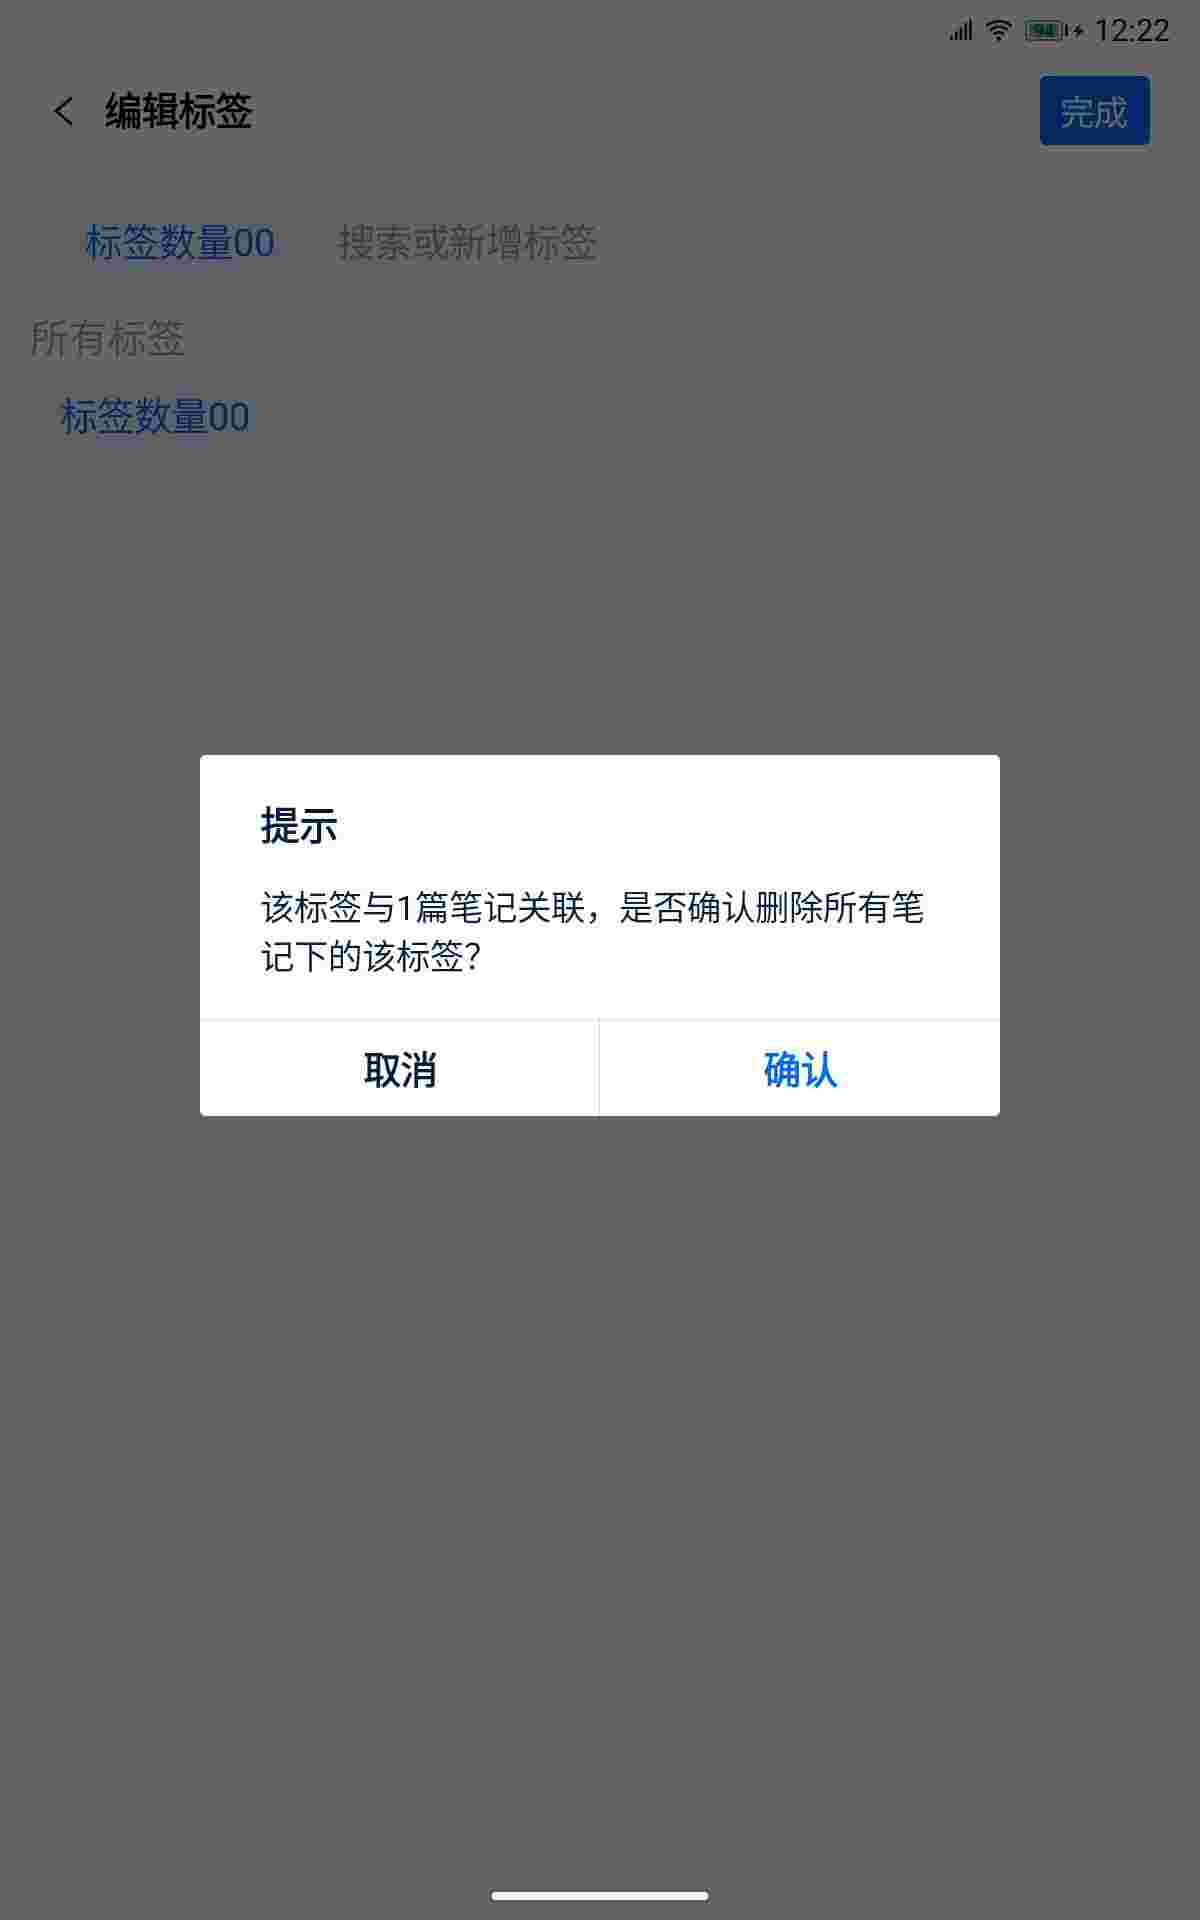 94 12:22
编辑标签
完成
标签数量00 搜索或新增标签
所有标签
标签数量00
提示
该标签与1篇笔记关联，是否确认删除所有笔
记下的该标签？
取消 确认